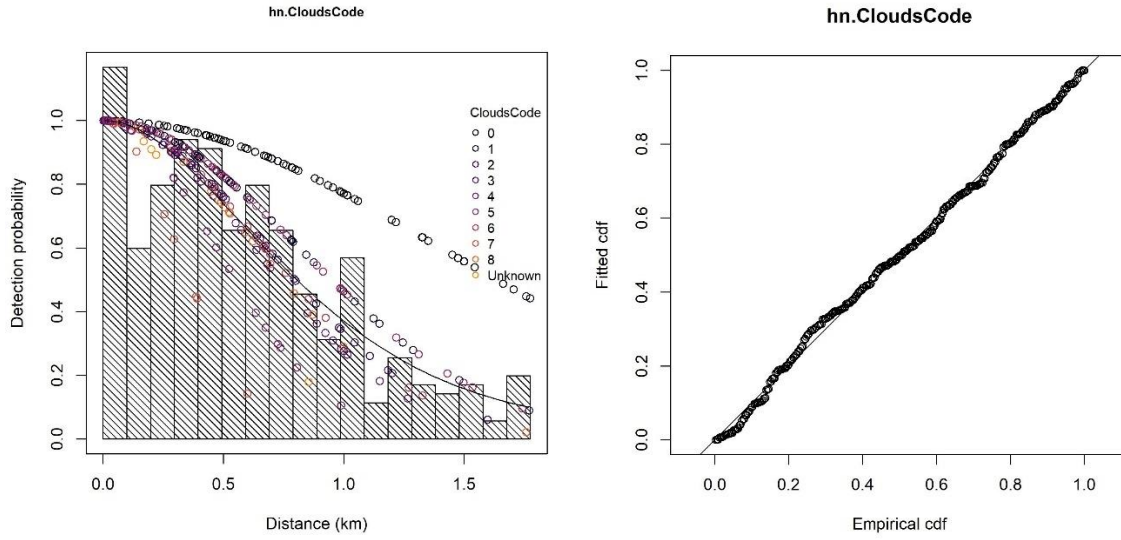 hn.CloudsCode
Detection probability
1.0
0.8
0.6
0.4
0.2
0.0
CloudsCode
0
1
2
3
4
5
6
7
8
Unknown
0.0 0.5 1.0 1.5
Distance (km)
hn.CloudsCode
Fitted cdf
1.0
0.8
0.6
0.4
0.2
0.0
0.0 0.2 0.4 0.6 0.8 1.0
Empirical cdf